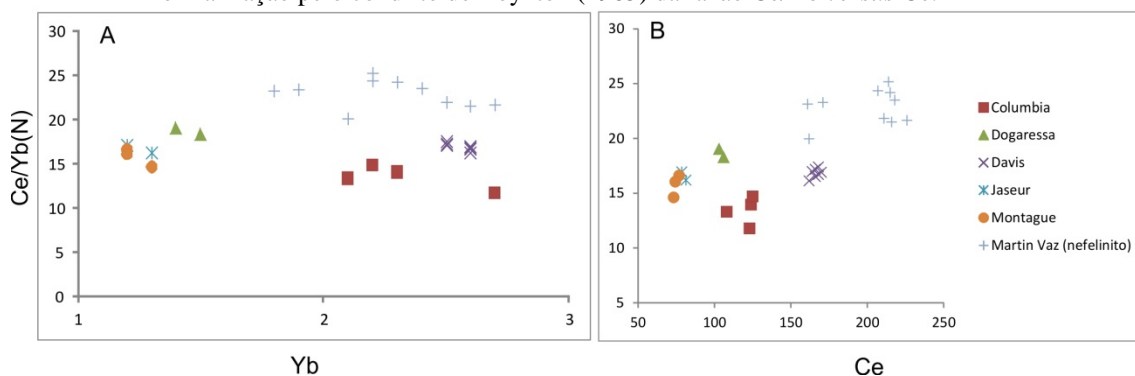 A
B
30
25
20
15
10
5
0
1
2
3
Ce/Yb(N)
Yb
30
25
20
15
10
5
50
100
150
200
250
Ce
Columbia
Dogaressa
Davis
Jaseur
Montague
Martin Vaz (nefelinito)